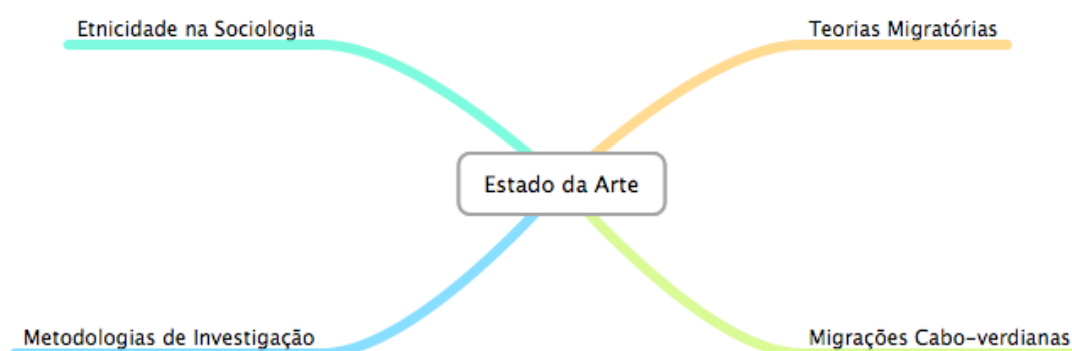 Etnicidade na Sociologia
Teorias Migratórias
Estado da Arte
Metodologias de Investigação
Migrações Cabo-verdianas